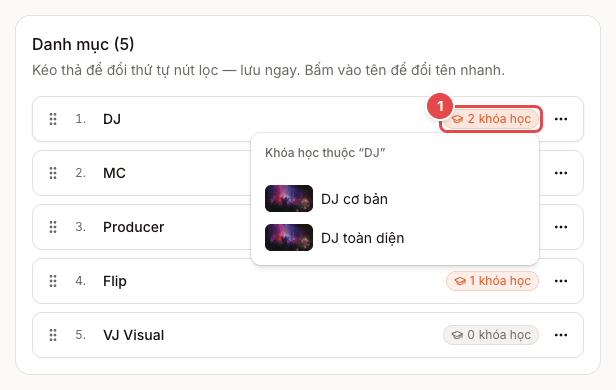 Danh mục (5)
Kéo thả để đổi thứ tự nút lọc — lưu ngay. Bấm vào tên để đổi tên nhanh.
1
1. DJ 2 khóa học
Khóa học thuộc “DJ”
DJ cơ bản
DJ toàn diện
2. MC
3. Producer
4. Flip 1 khóa học
5. VJ Visual 0 khóa học